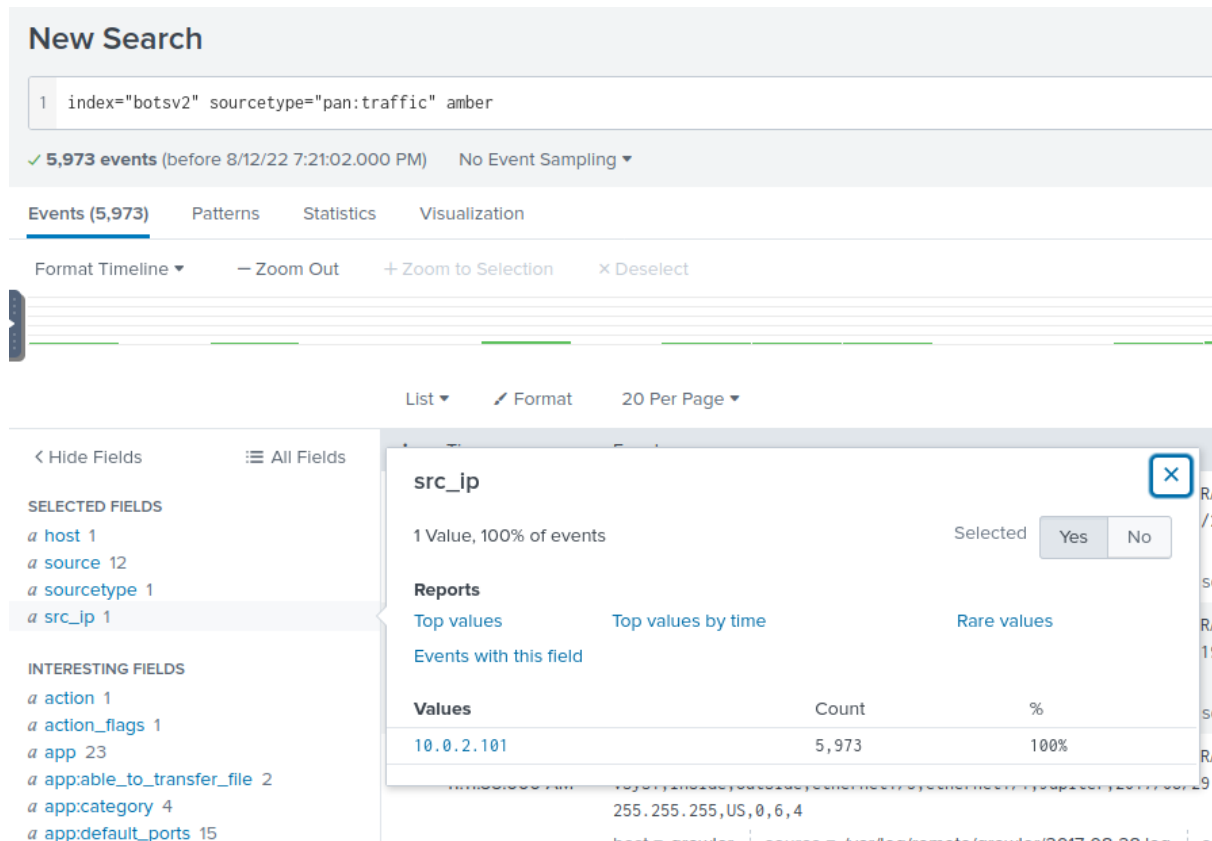 New Search
1 index="botsv2" sourcetype="pan:traffic" amber
✓ 5,973 events (before 8/12/22 7:21:02.000 PM) No Event Sampling ▾
Events (5,973) Patterns Statistics Visualization
Format Timeline ▾ — Zoom Out + Zoom to Selection × Deselect
List ▾ Format 20 Per Page ▾
< Hide Fields All Fields
SELECTED FIELDS
a host 1
a source 12
a sourcetype 1
a src_ip 1
INTERESTING FIELDS
a action 1
a action_flags 1
a app 23
a app:able_to_transfer_file 2
a app:category 4
a app:default_ports 15
src_ip
1 Value, 100% of events Selected Yes No
Reports
Top values Top values by time Rare values
Events with this field
Values Count %
10.0.2.101 5,973 100%
255.255.255,US,0,6,4